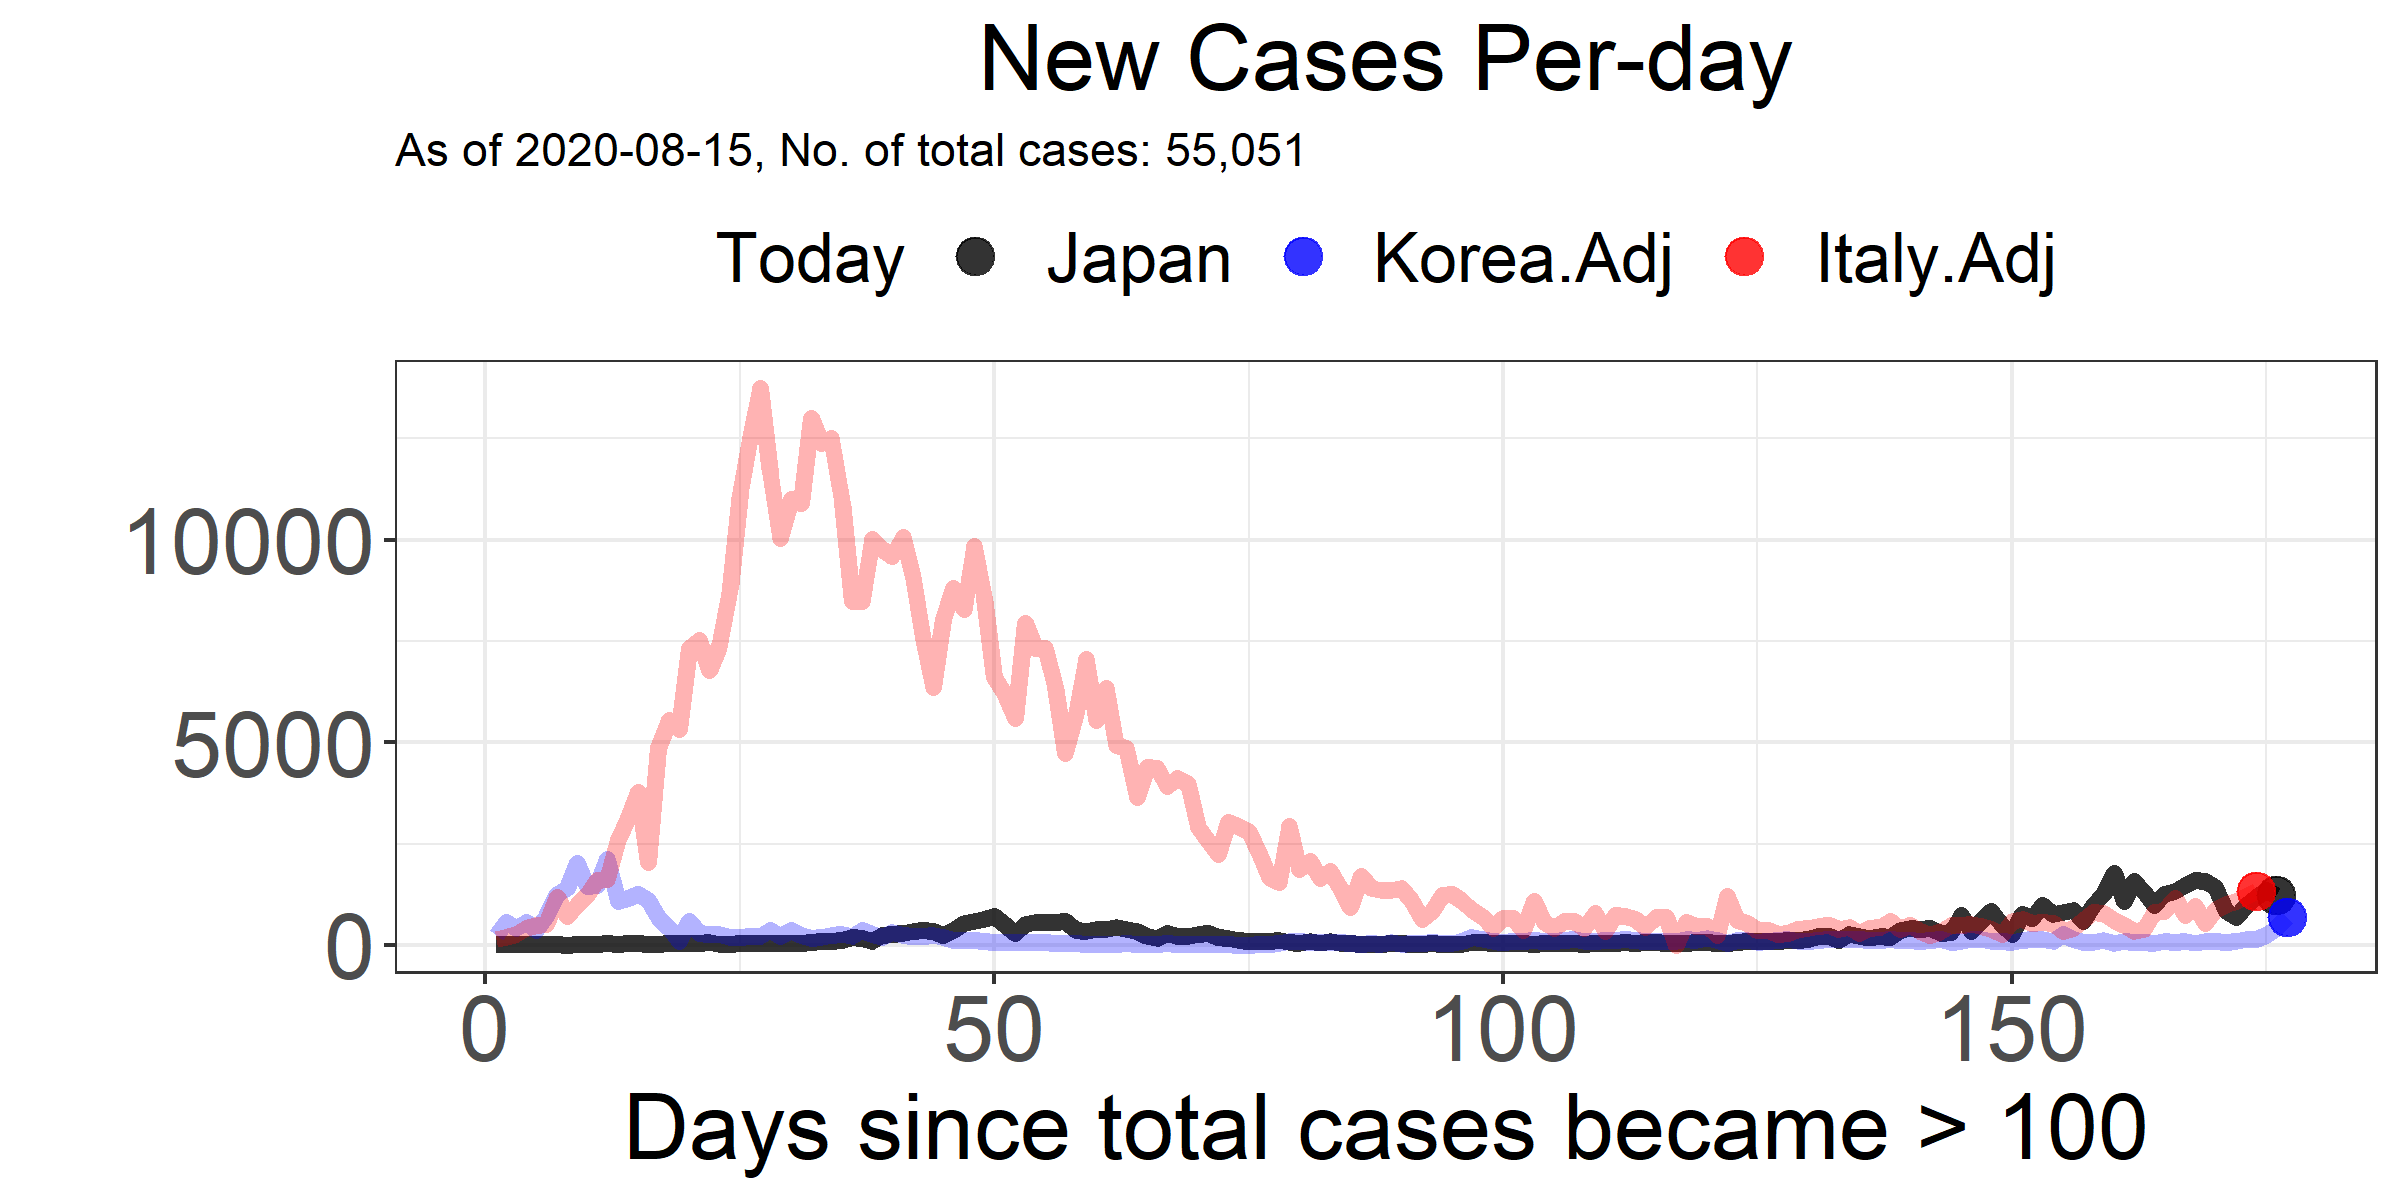 New Cases Per-day
As of 2020-08-15, No. of total cases: 55,051
Today Japan Korea.Adj Italy.Adj
10000
5000
0
0 50 100 150
Days since total cases became > 100